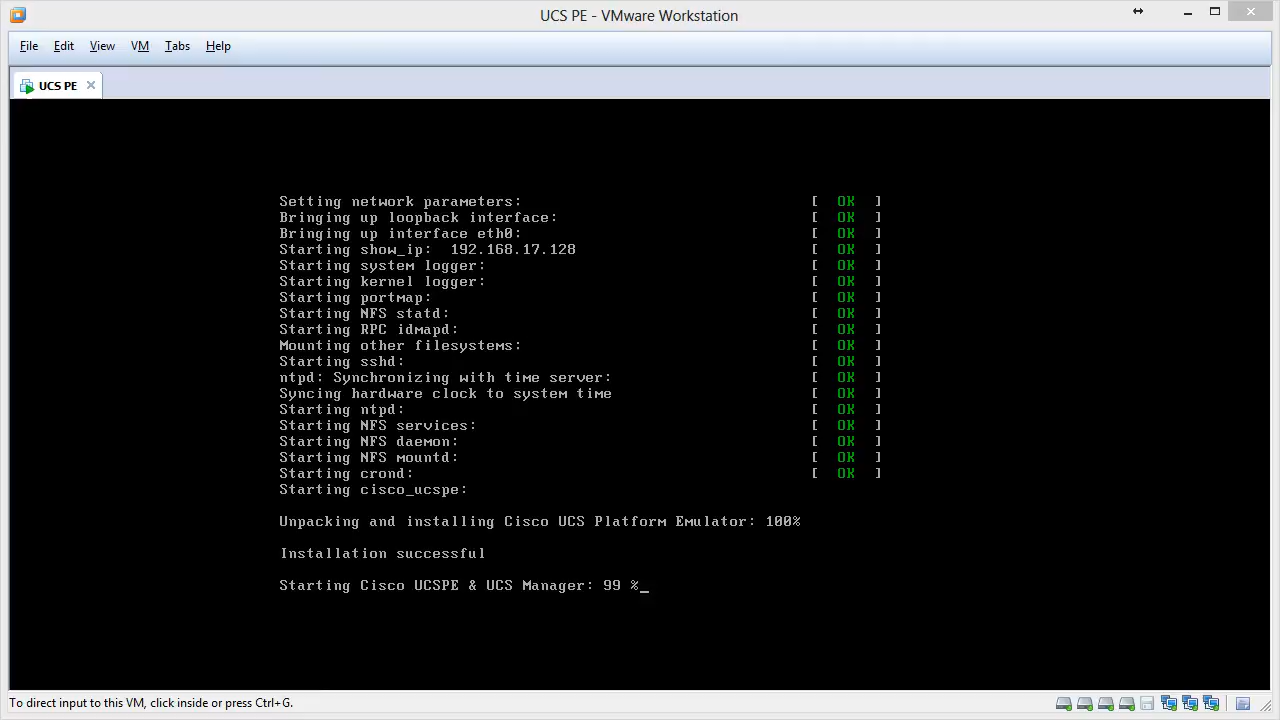 UCS PE - VMware Workstation
File Edit View VM Tabs Help
UCS PE
Setting network parameters: [ OK ]
Bringing up loopback interface: [ OK ]
Bringing up interface eth0: [ OK ]
Starting show_ip: 192.168.17.128 [ OK ]
Starting system logger: [ OK ]
Starting kernel logger: [ OK ]
Starting portmap: [ OK ]
Starting NFS statd: [ OK ]
Starting RPC idmapd: [ OK ]
Mounting other filesystems: [ OK ]
Starting sshd: [ OK ]
ntpd: Synchronizing with time server: [ OK ]
Syncing hardware clock to system time [ OK ]
Starting ntpd: [ OK ]
Starting NFS services: [ OK ]
Starting NFS daemon: [ OK ]
Starting NFS mountd: [ OK ]
Starting crond: [ OK ]
Starting cisco_ucspe:
Unpacking and installing Cisco UCS Platform Emulator: 100%
Installation successful
Starting Cisco UCSPE & UCS Manager: 99 %_
To direct input to this VM, click inside or press Ctrl+G.